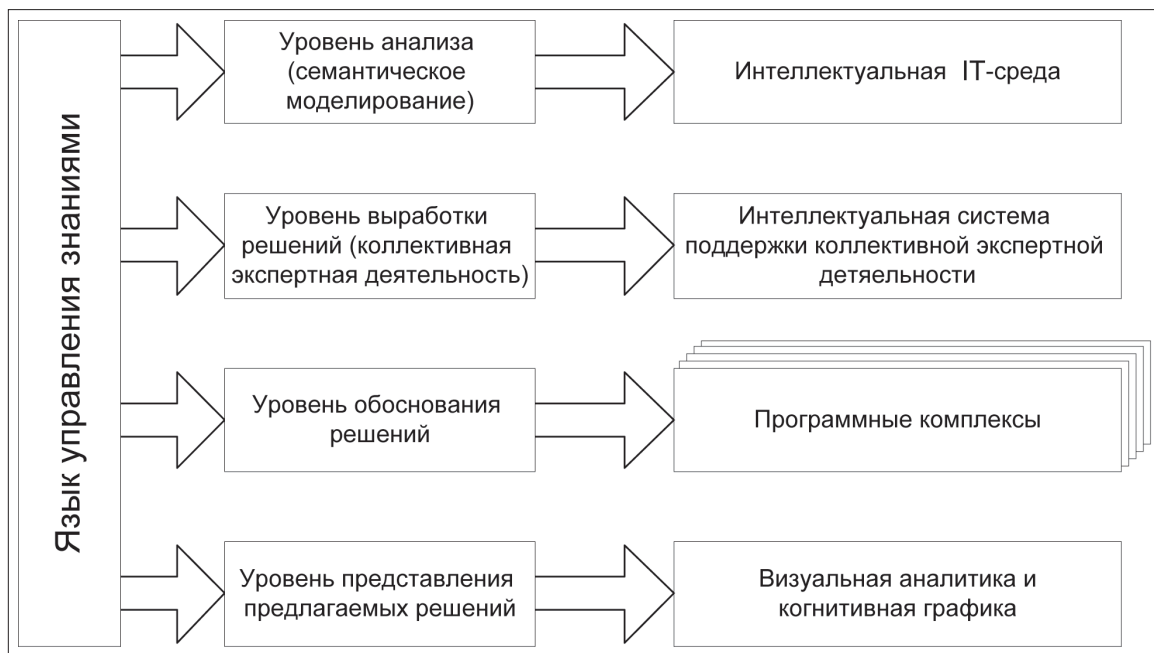 Язык управления знаниями
Уровень анализа
(семантическое
моделирование)
Интеллектуальная IT-среда
Уровень выработки
решений (коллективная
экспертная деятельность)
Интеллектуальная система
поддержки коллективной экспертной
детяельности
Уровень обоснования
решений
Программные комплексы
Уровень представления
предлагаемых решений
Визуальная аналитика и
когнитивная графика